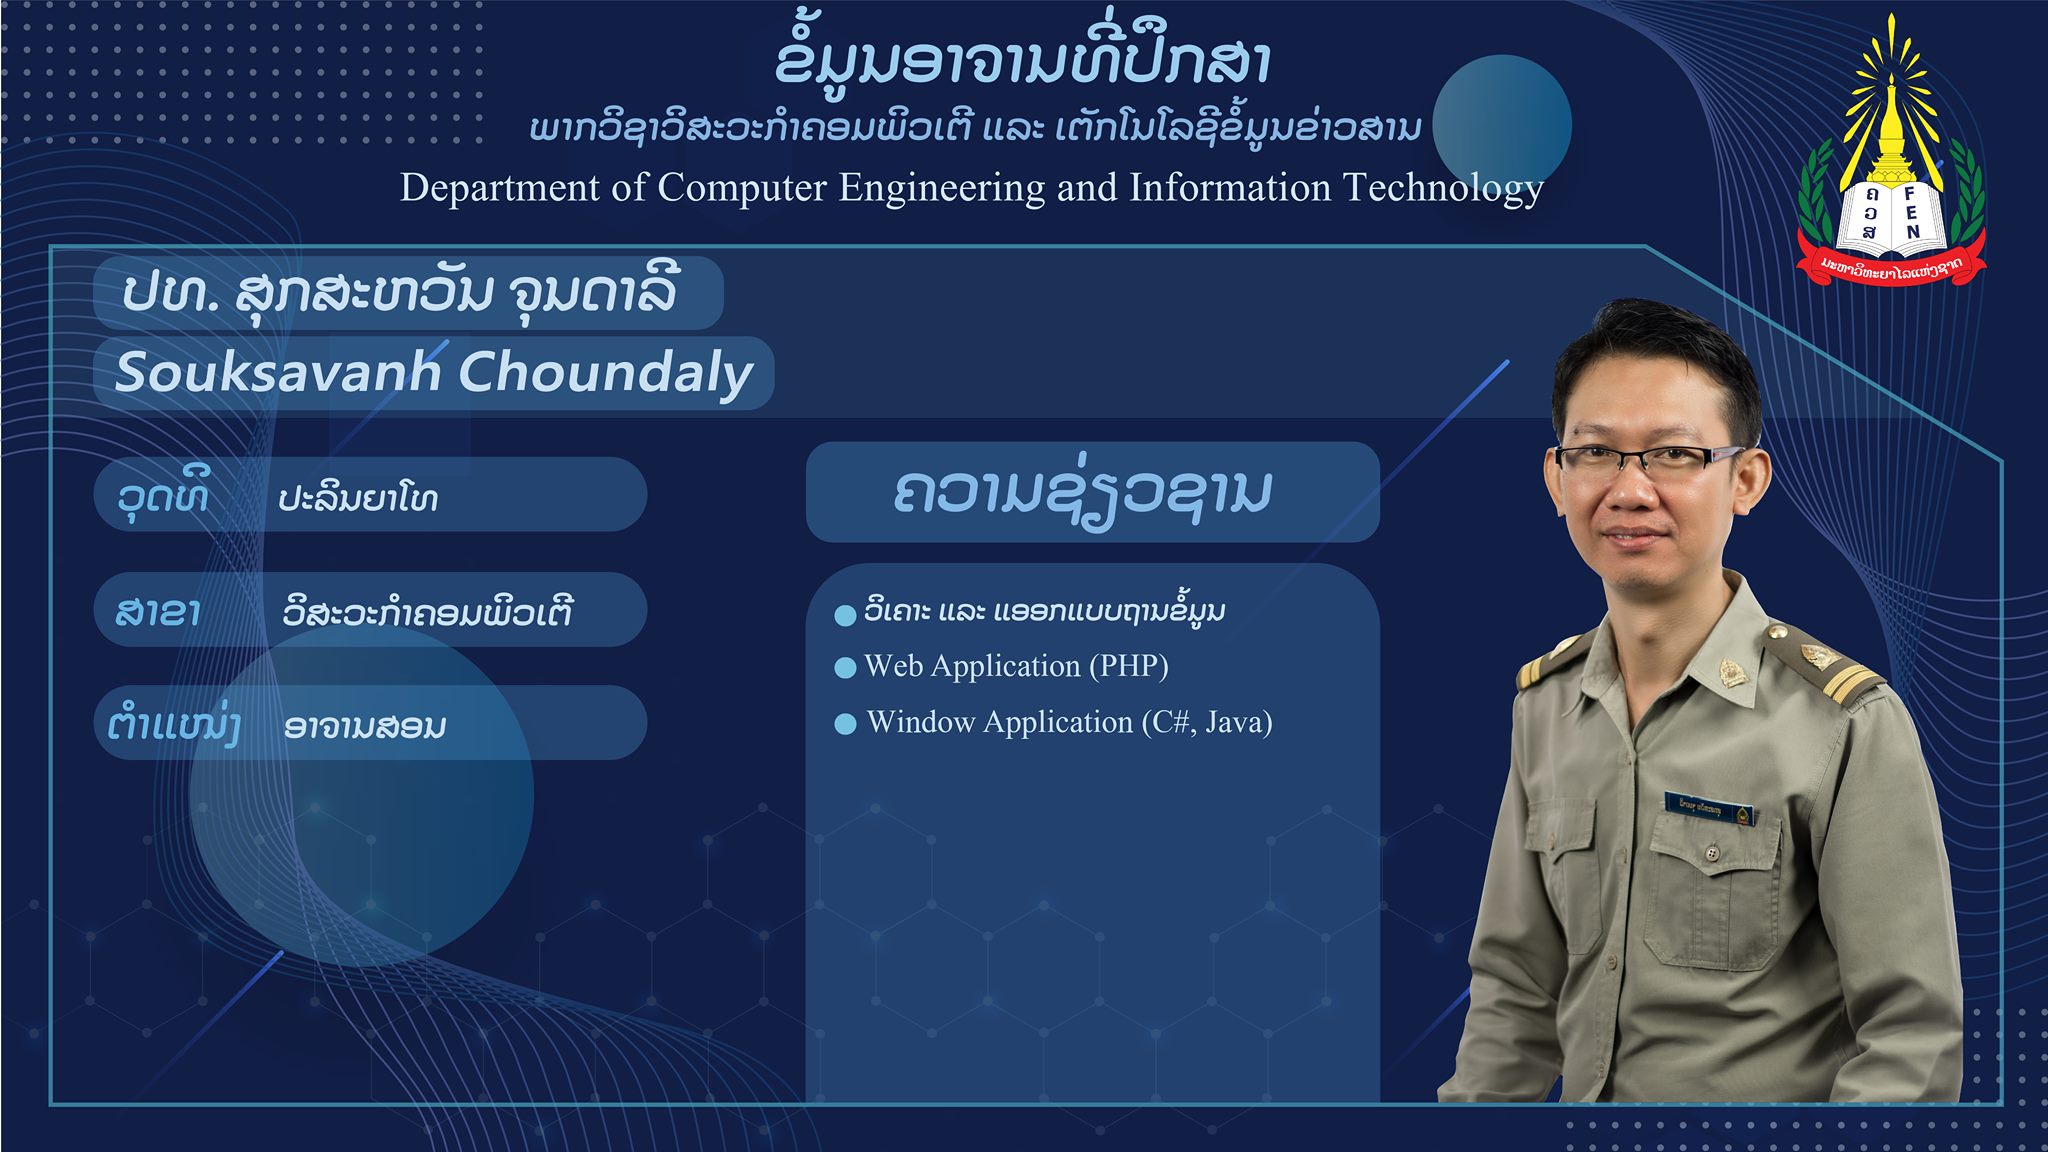 ຂໍ້ມູນອາຈານທີ່ປຶກສາ
ພາກວິຊາວິສະວະກຳຄອມພິວເຕີ ແລະ ເຕັກໂນໂລຊີຂໍ້ມູນຂ່າວສານ
Department of Computer Engineering and Information Technology
ຄວສ
FEN
ມະຫາວິທະຍາໄລແຫ່ງຊາດ
ປທ. ສຸກສະຫວັນ ຈຸນດາລີ
Souksavanh Choundaly
ວຸດທິ ປະລິນຍາໂທ
ສາຂາ ວິສະວະກຳຄອມພິວເຕີ
ຕຳແໜ່ງ ອາຈານສອນ
ຄວາມຊ່ຽວຊານ
ວິເຄາະ ແລະ ແອອກແບບຖານຂໍ້ມູນ
Web Application (PHP)
Window Application (C#, Java)